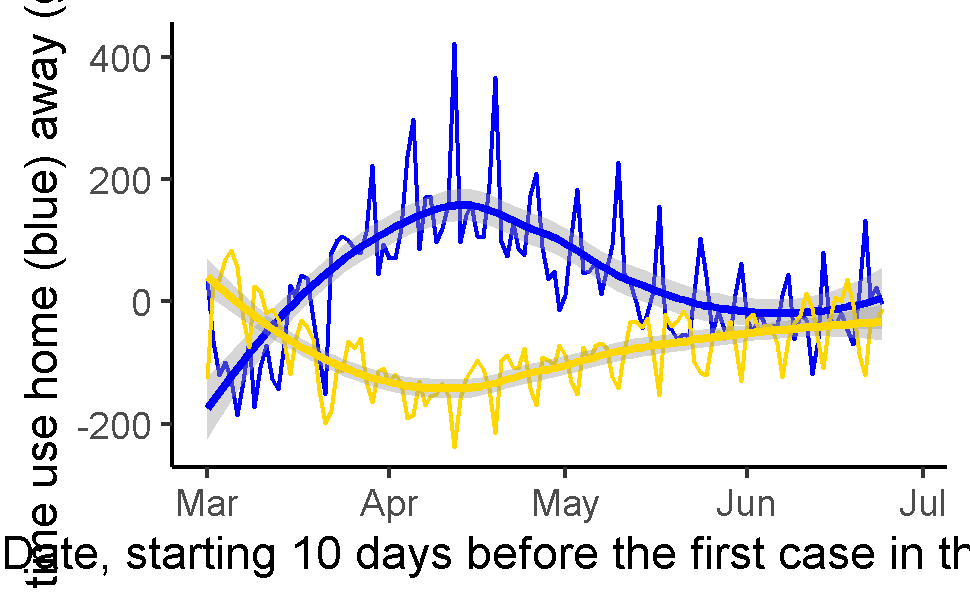 time use home (blue) away (
400
200
0
-200
Mar Apr May Jun Jul
Date, starting 10 days before the first case in th